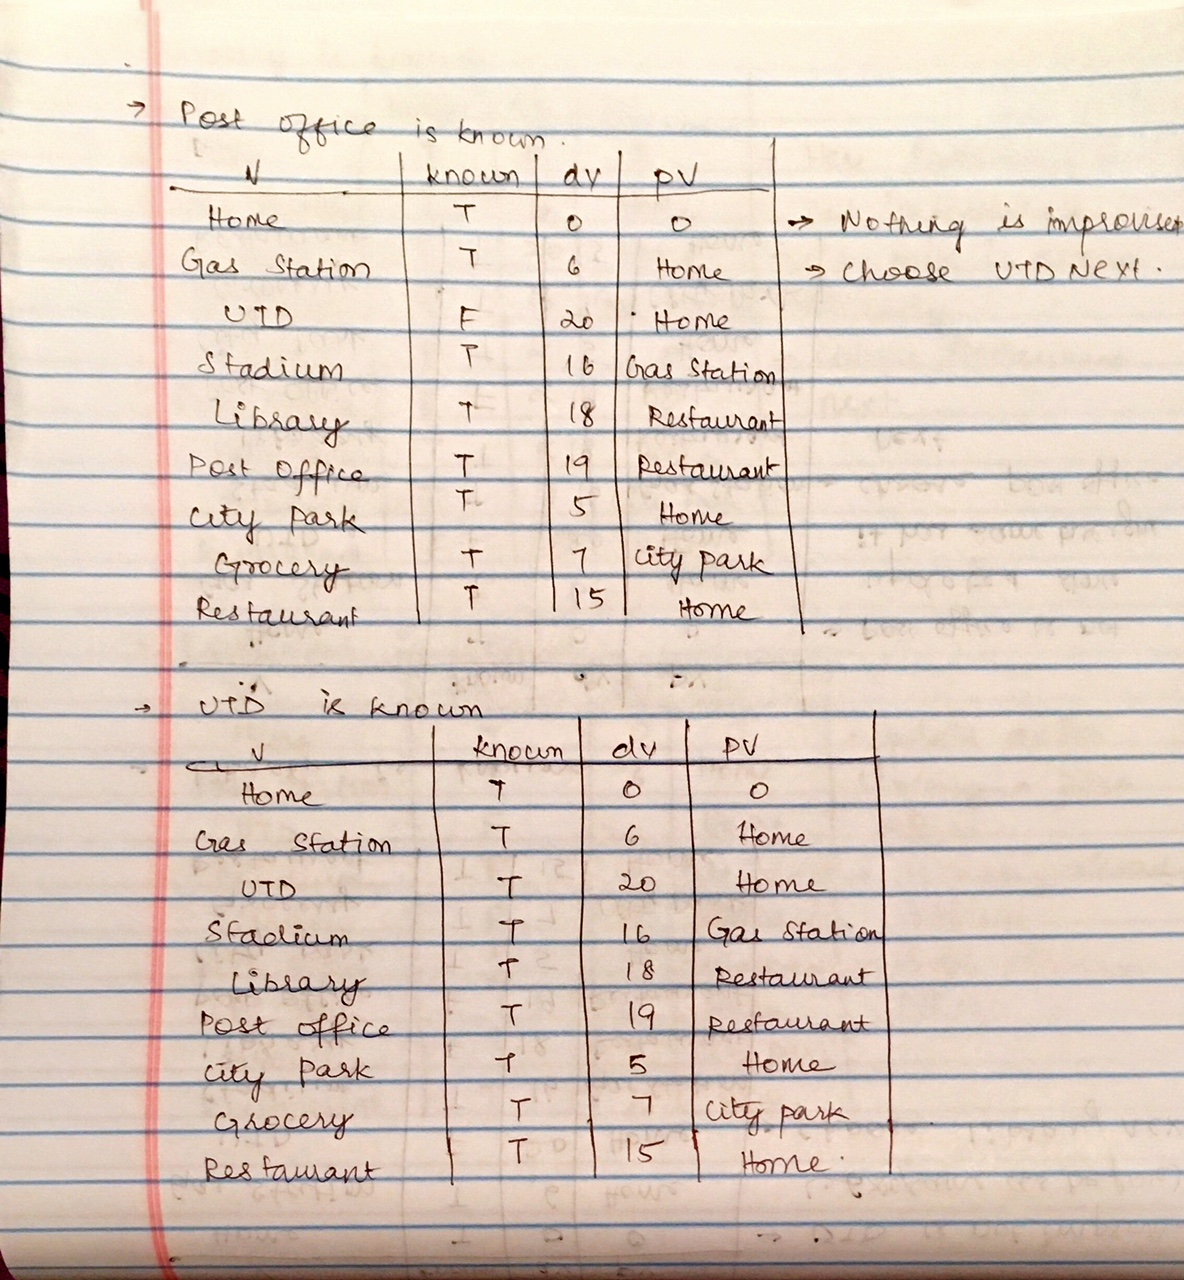 → Post office is known.
V known dv pV
Home T 0 0 → Nothing is improvised
Gas Station T 6 Home → choose UTD Next.
UTD F 20 Home
Stadium T 16 Gas Station
Library T 18 Restaurant
Post Office T 19 Restaurant
City Park T 5 Home
Grocery T 7 City park
Restaurant T 15 Home
→ UTD is known
V known dv pV
Home T 0 0
Gas Station T 6 Home
UTD T 20 Home
Stadium T 16 Gas Station
Library T 18 Restaurant
Post office T 19 Restaurant
City Park T 5 Home
Grocery T 7 City park
Restaurant T 15 Home.